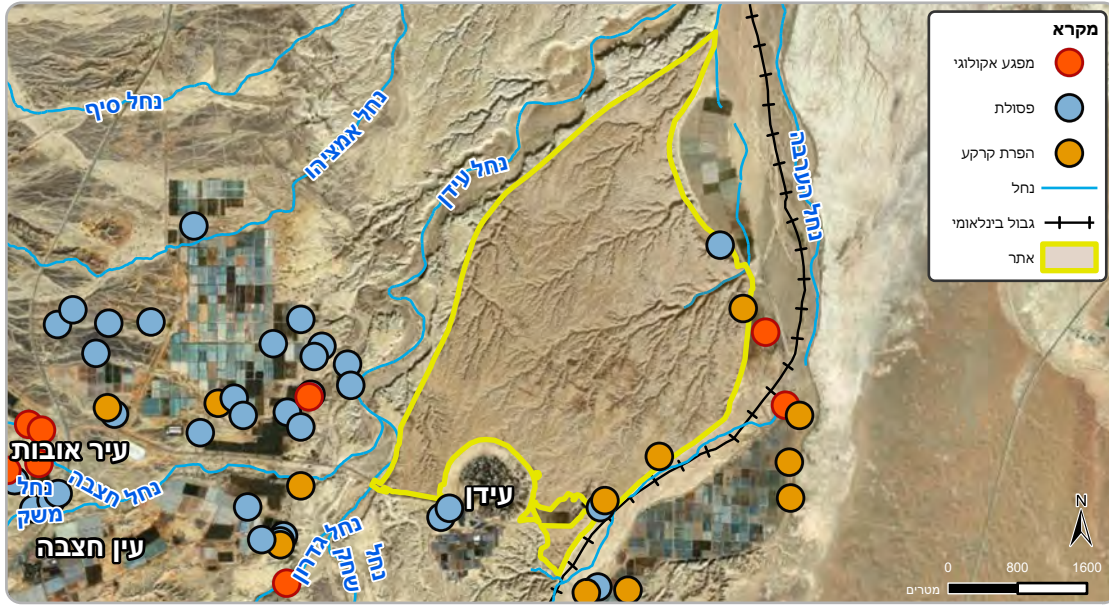 מקרא
מפגע אקולוגי
פסולת
הפרת קרקע
נחל
גבול בינלאומי
אתר
נחל סיף
נחל אמציהו
נחל עידן
נחל הערבה
עיר אובות
נחל חצבה
נחל
משק
עין חצבה
נחל גדרון
נחל
שחק
עידן
N
0 800 1600
מטרים